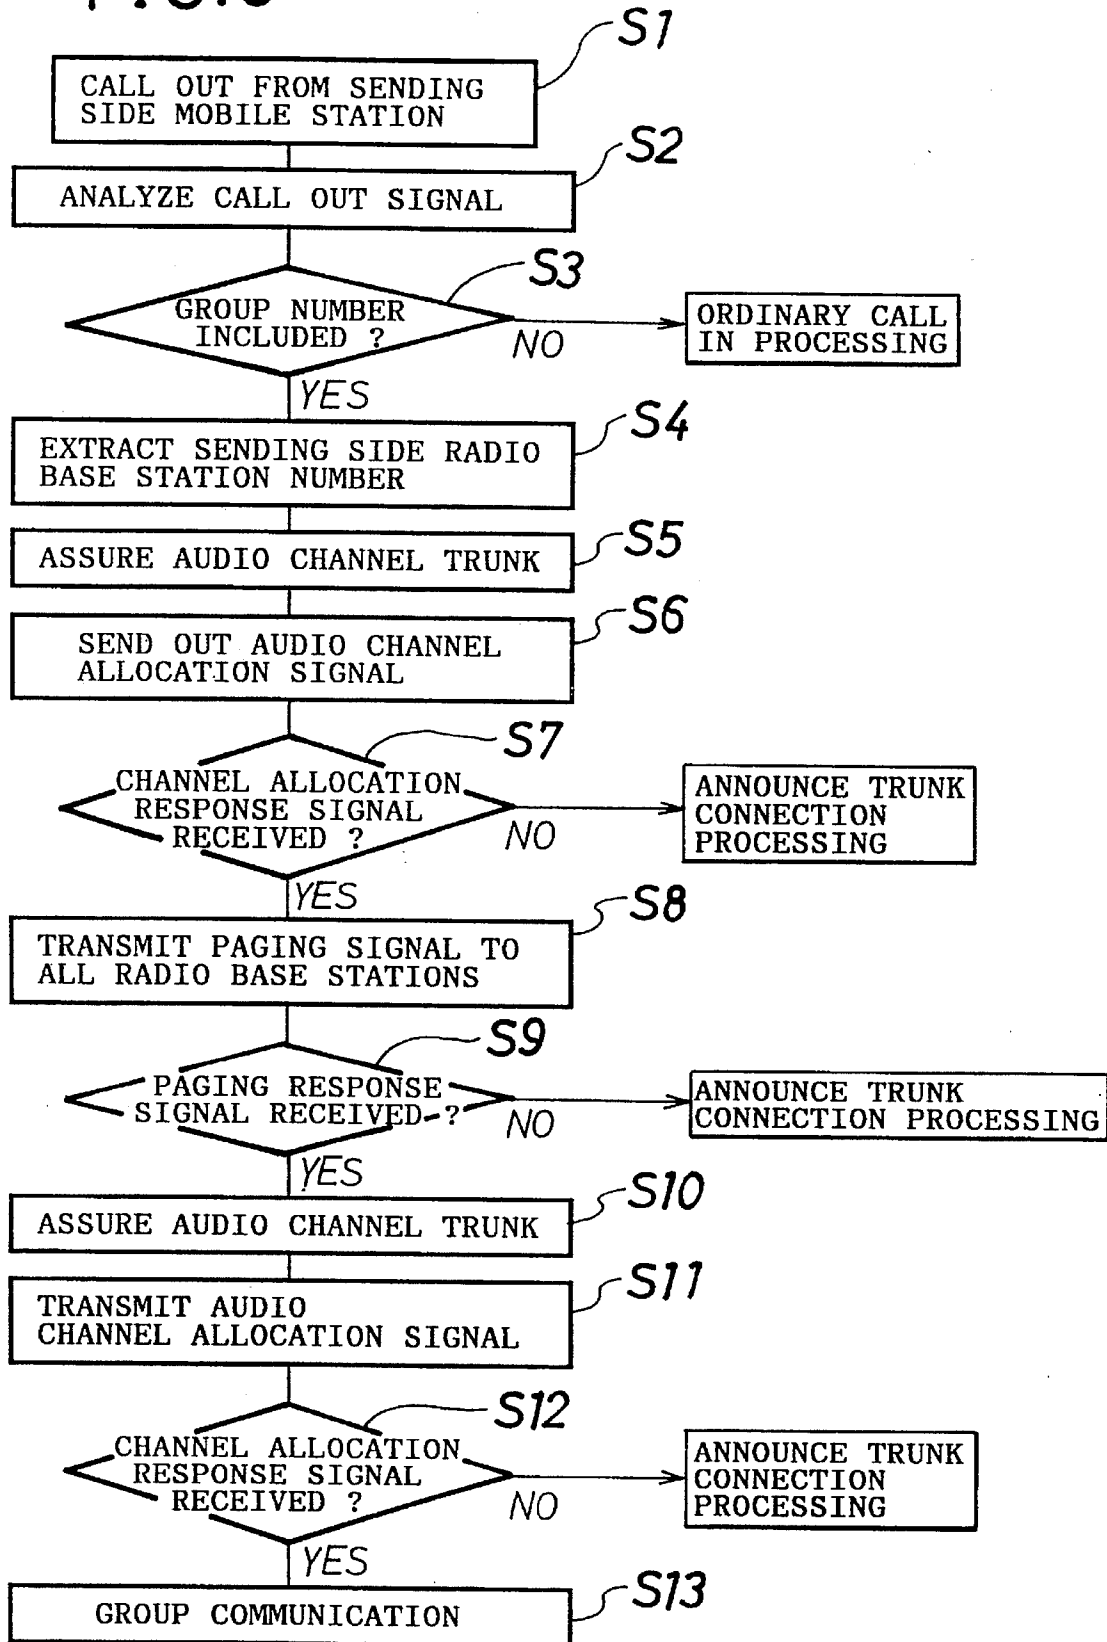 S1
CALL OUT FROM SENDING
SIDE MOBILE STATION
S2
ANALYZE CALL OUT SIGNAL
S3
GROUP NUMBER
INCLUDED ?
NO
ORDINARY CALL
IN PROCESSING
YES
S4
EXTRACT SENDING SIDE RADIO
BASE STATION NUMBER
S5
ASSURE AUDIO CHANNEL TRUNK
S6
SEND OUT AUDIO CHANNEL
ALLOCATION SIGNAL
S7
CHANNEL ALLOCATION
RESPONSE SIGNAL
RECEIVED ?
NO
ANNOUNCE TRUNK
CONNECTION
PROCESSING
YES
S8
TRANSMIT PAGING SIGNAL TO
ALL RADIO BASE STATIONS
S9
PAGING RESPONSE
SIGNAL RECEIVED ?
NO
ANNOUNCE TRUNK
CONNECTION PROCESSING
YES
S10
ASSURE AUDIO CHANNEL TRUNK
S11
TRANSMIT AUDIO
CHANNEL ALLOCATION SIGNAL
S12
CHANNEL ALLOCATION
RESPONSE SIGNAL
RECEIVED ?
NO
ANNOUNCE TRUNK
CONNECTION
PROCESSING
YES
S13
GROUP COMMUNICATION